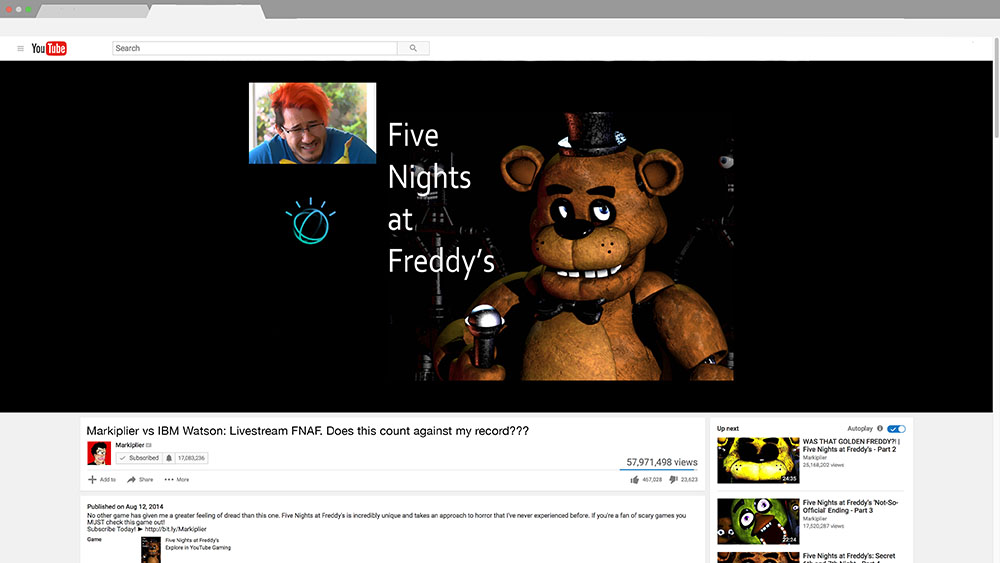 YouTube
Search
Five
Nights
at
Freddy's
Markiplier vs IBM Watson: Livestream FNAF. Does this count against my record???
Markiplier
Subscribed 17,083,236
57,971,498 views
Add to Share More
467,028 23,623
Published on Aug 12, 2014
No other game has given me a greater feeling of dread than this one. Five Nights at Freddy's is incredibly unique and takes an approach to horror that I've never experienced before. If you're a fan of scary games you
MUST check this game out!
Subscribe Today! ► http://bit.ly/Markiplier
Game
Five Nights at Freddy's
Explore in YouTube Gaming
Up next
Autoplay
WAS THAT GOLDEN FREDDY?! |
Five Nights at Freddy's - Part 2
Markiplier
25,148,202 views
24:35
Five Nights at Freddy's 'Not-So-
Official' Ending - Part 3
Markiplier
17,520,287 views
22:24
Five Nights at Freddy's: Secret